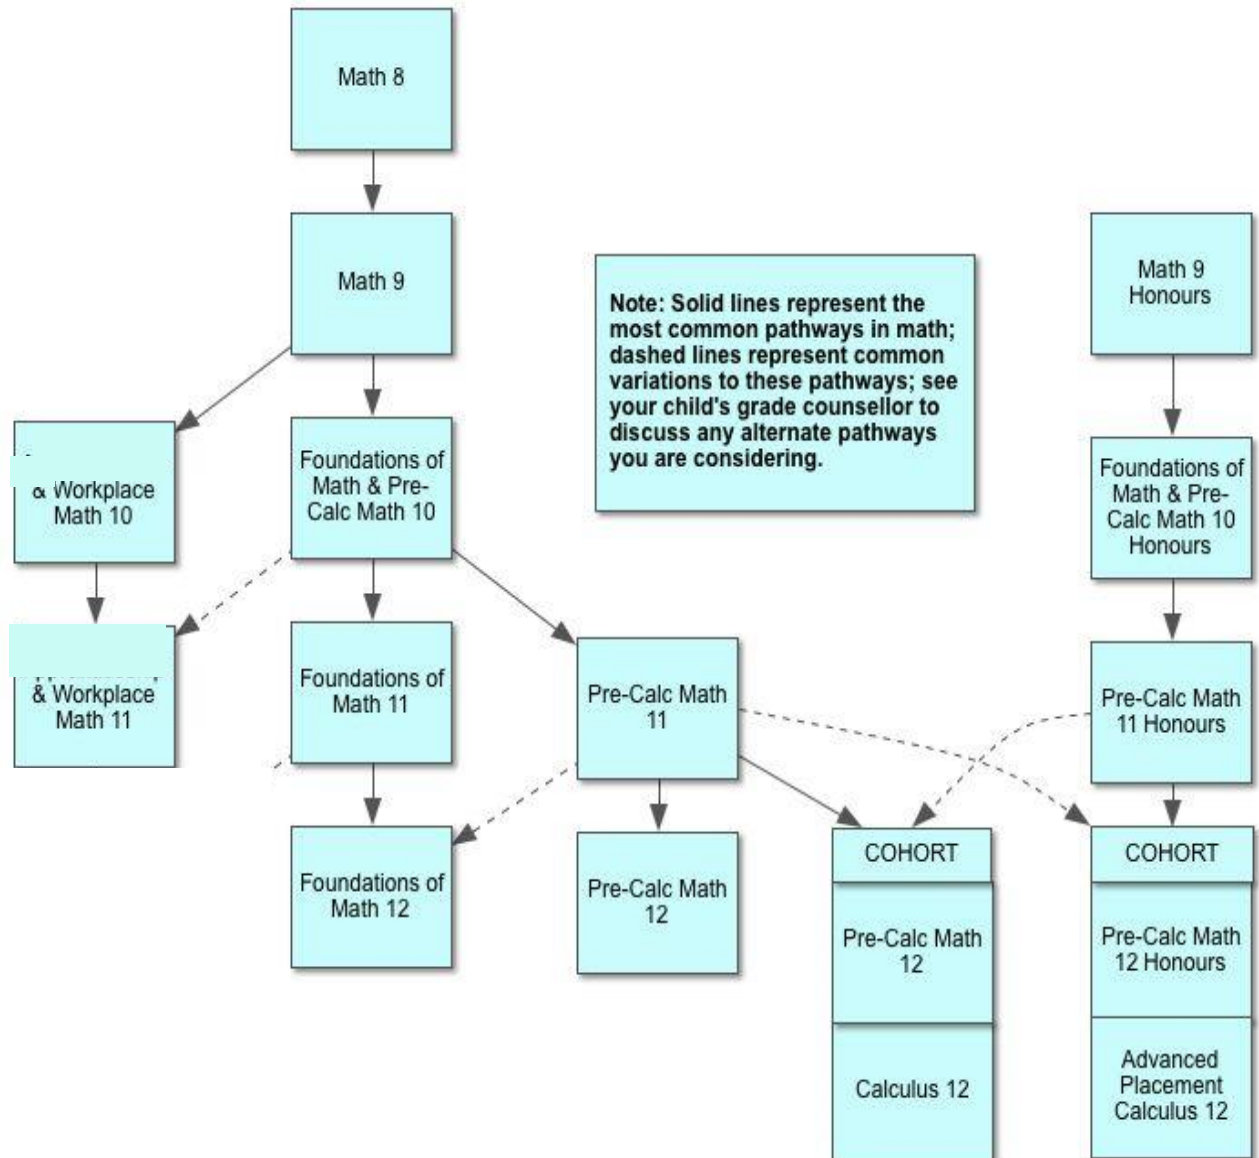 Math 8
Math 9
Math 9
Honours
Note: Solid lines represent the
most common pathways in math;
dashed lines represent common
variations to these pathways; see
your child's grade counsellor to
discuss any alternate pathways
you are considering.
& Workplace
Math 10
Foundations of
Math & Pre-
Calc Math 10
Foundations of
Math & Pre-
Calc Math 10
Honours
& Workplace
Math 11
Foundations of
Math 11
Pre-Calc Math
11
Pre-Calc Math
11 Honours
Foundations of
Math 12
Pre-Calc Math
12
COHORT
Pre-Calc Math
12
Calculus 12
COHORT
Pre-Calc Math
12 Honours
Advanced
Placement
Calculus 12